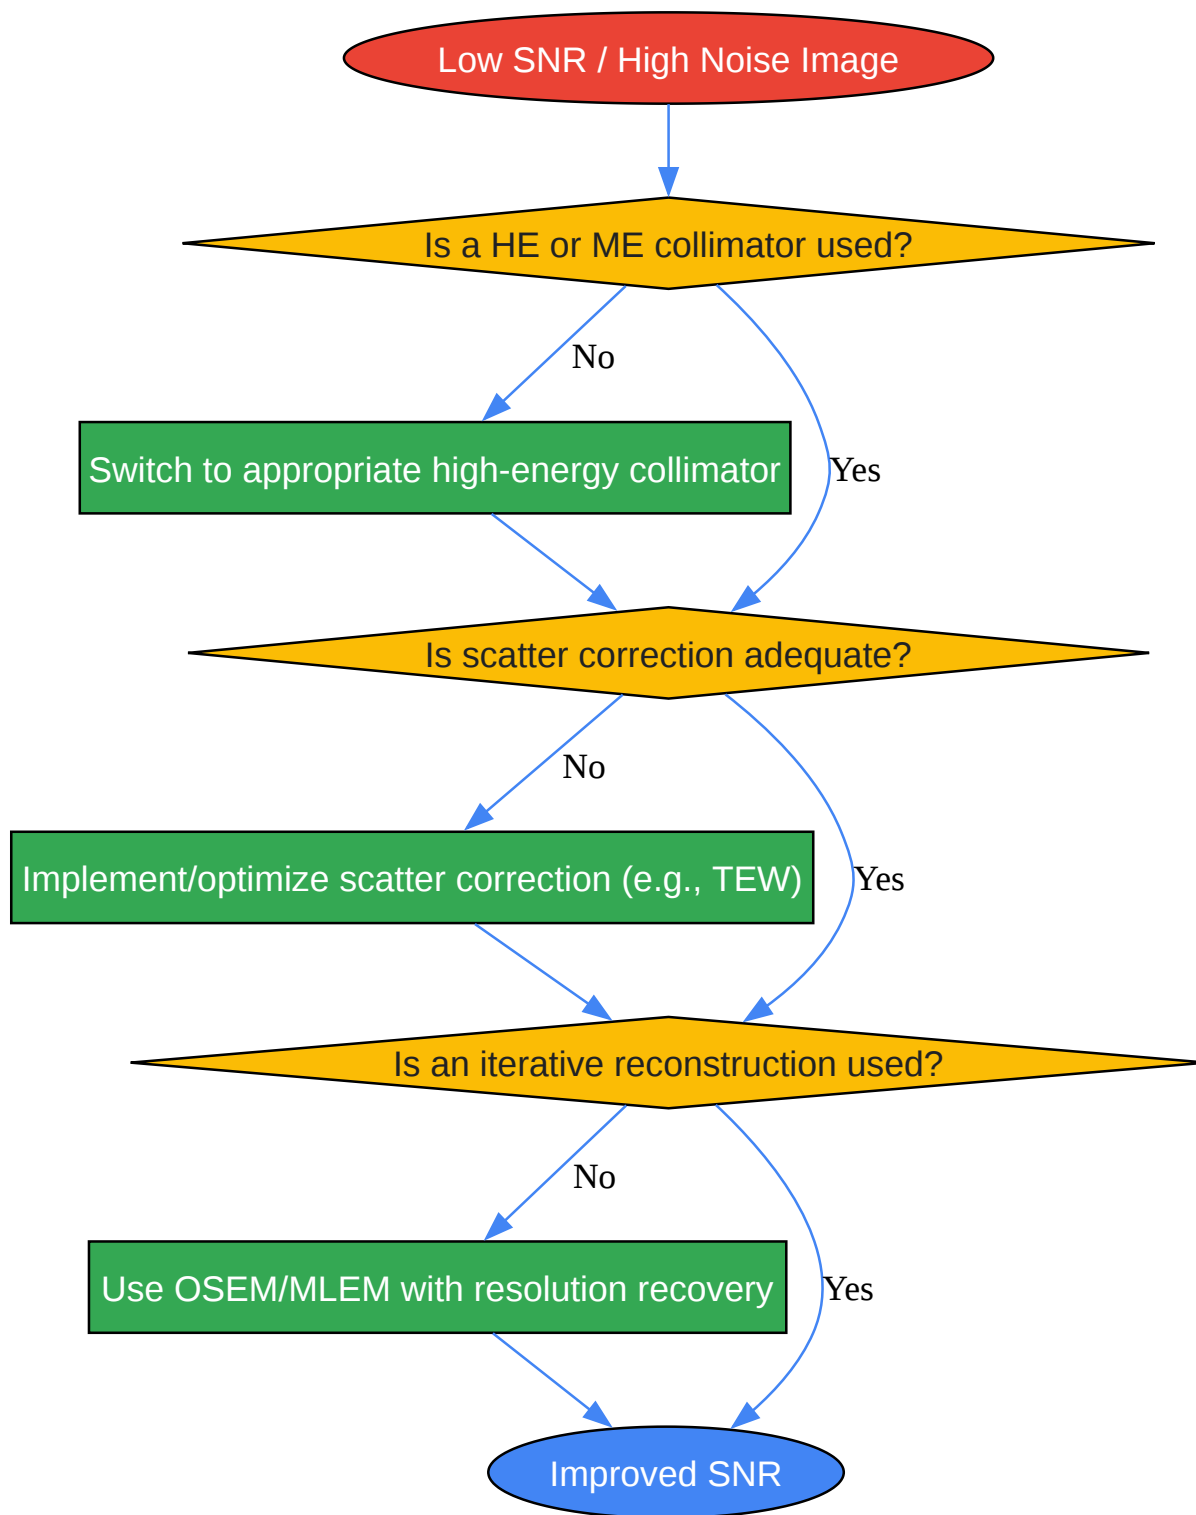 Low SNR / High Noise Image
Is a HE or ME collimator used?
No
Switch to appropriate high-energy collimator
Yes
Is scatter correction adequate?
No
Implement/optimize scatter correction (e.g., TEW)
Yes
Is an iterative reconstruction used?
No
Use OSEM/MLEM with resolution recovery
Yes
Improved SNR